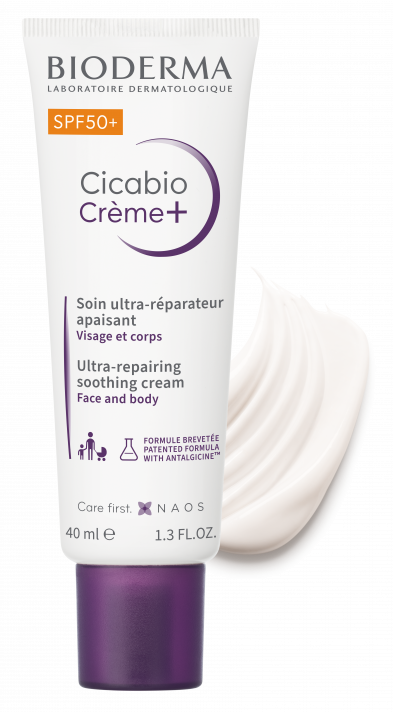 BIODERMA
LABORATOIRE DERMATOLOGIQUE
SPF50+
Cicabio
Crème+
Soin ultra-réparateur
apaisant
Visage et corps
Ultra-repairing
soothing cream
Face and body
FORMULE BREVETÉE
PATENTED FORMULA
WITH ANTALGICINE™
Care first. NAOS
40 ml ℮ 1.3 FL.OZ.